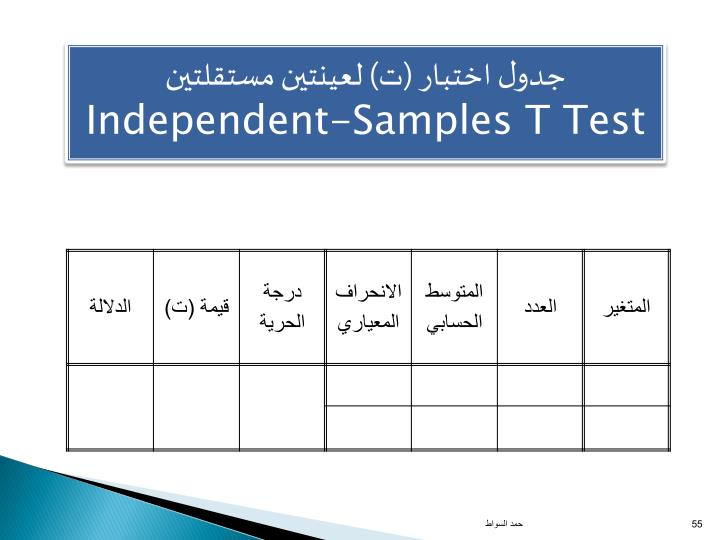 جدول اختبار (ت) لعينتين مستقلتين
Independent-Samples T Test
المتغير
العدد
المتوسط
الحسابي
الانحراف
المعياري
درجة
الحرية
قيمة (ت)
الدلالة
حمد السواط
55